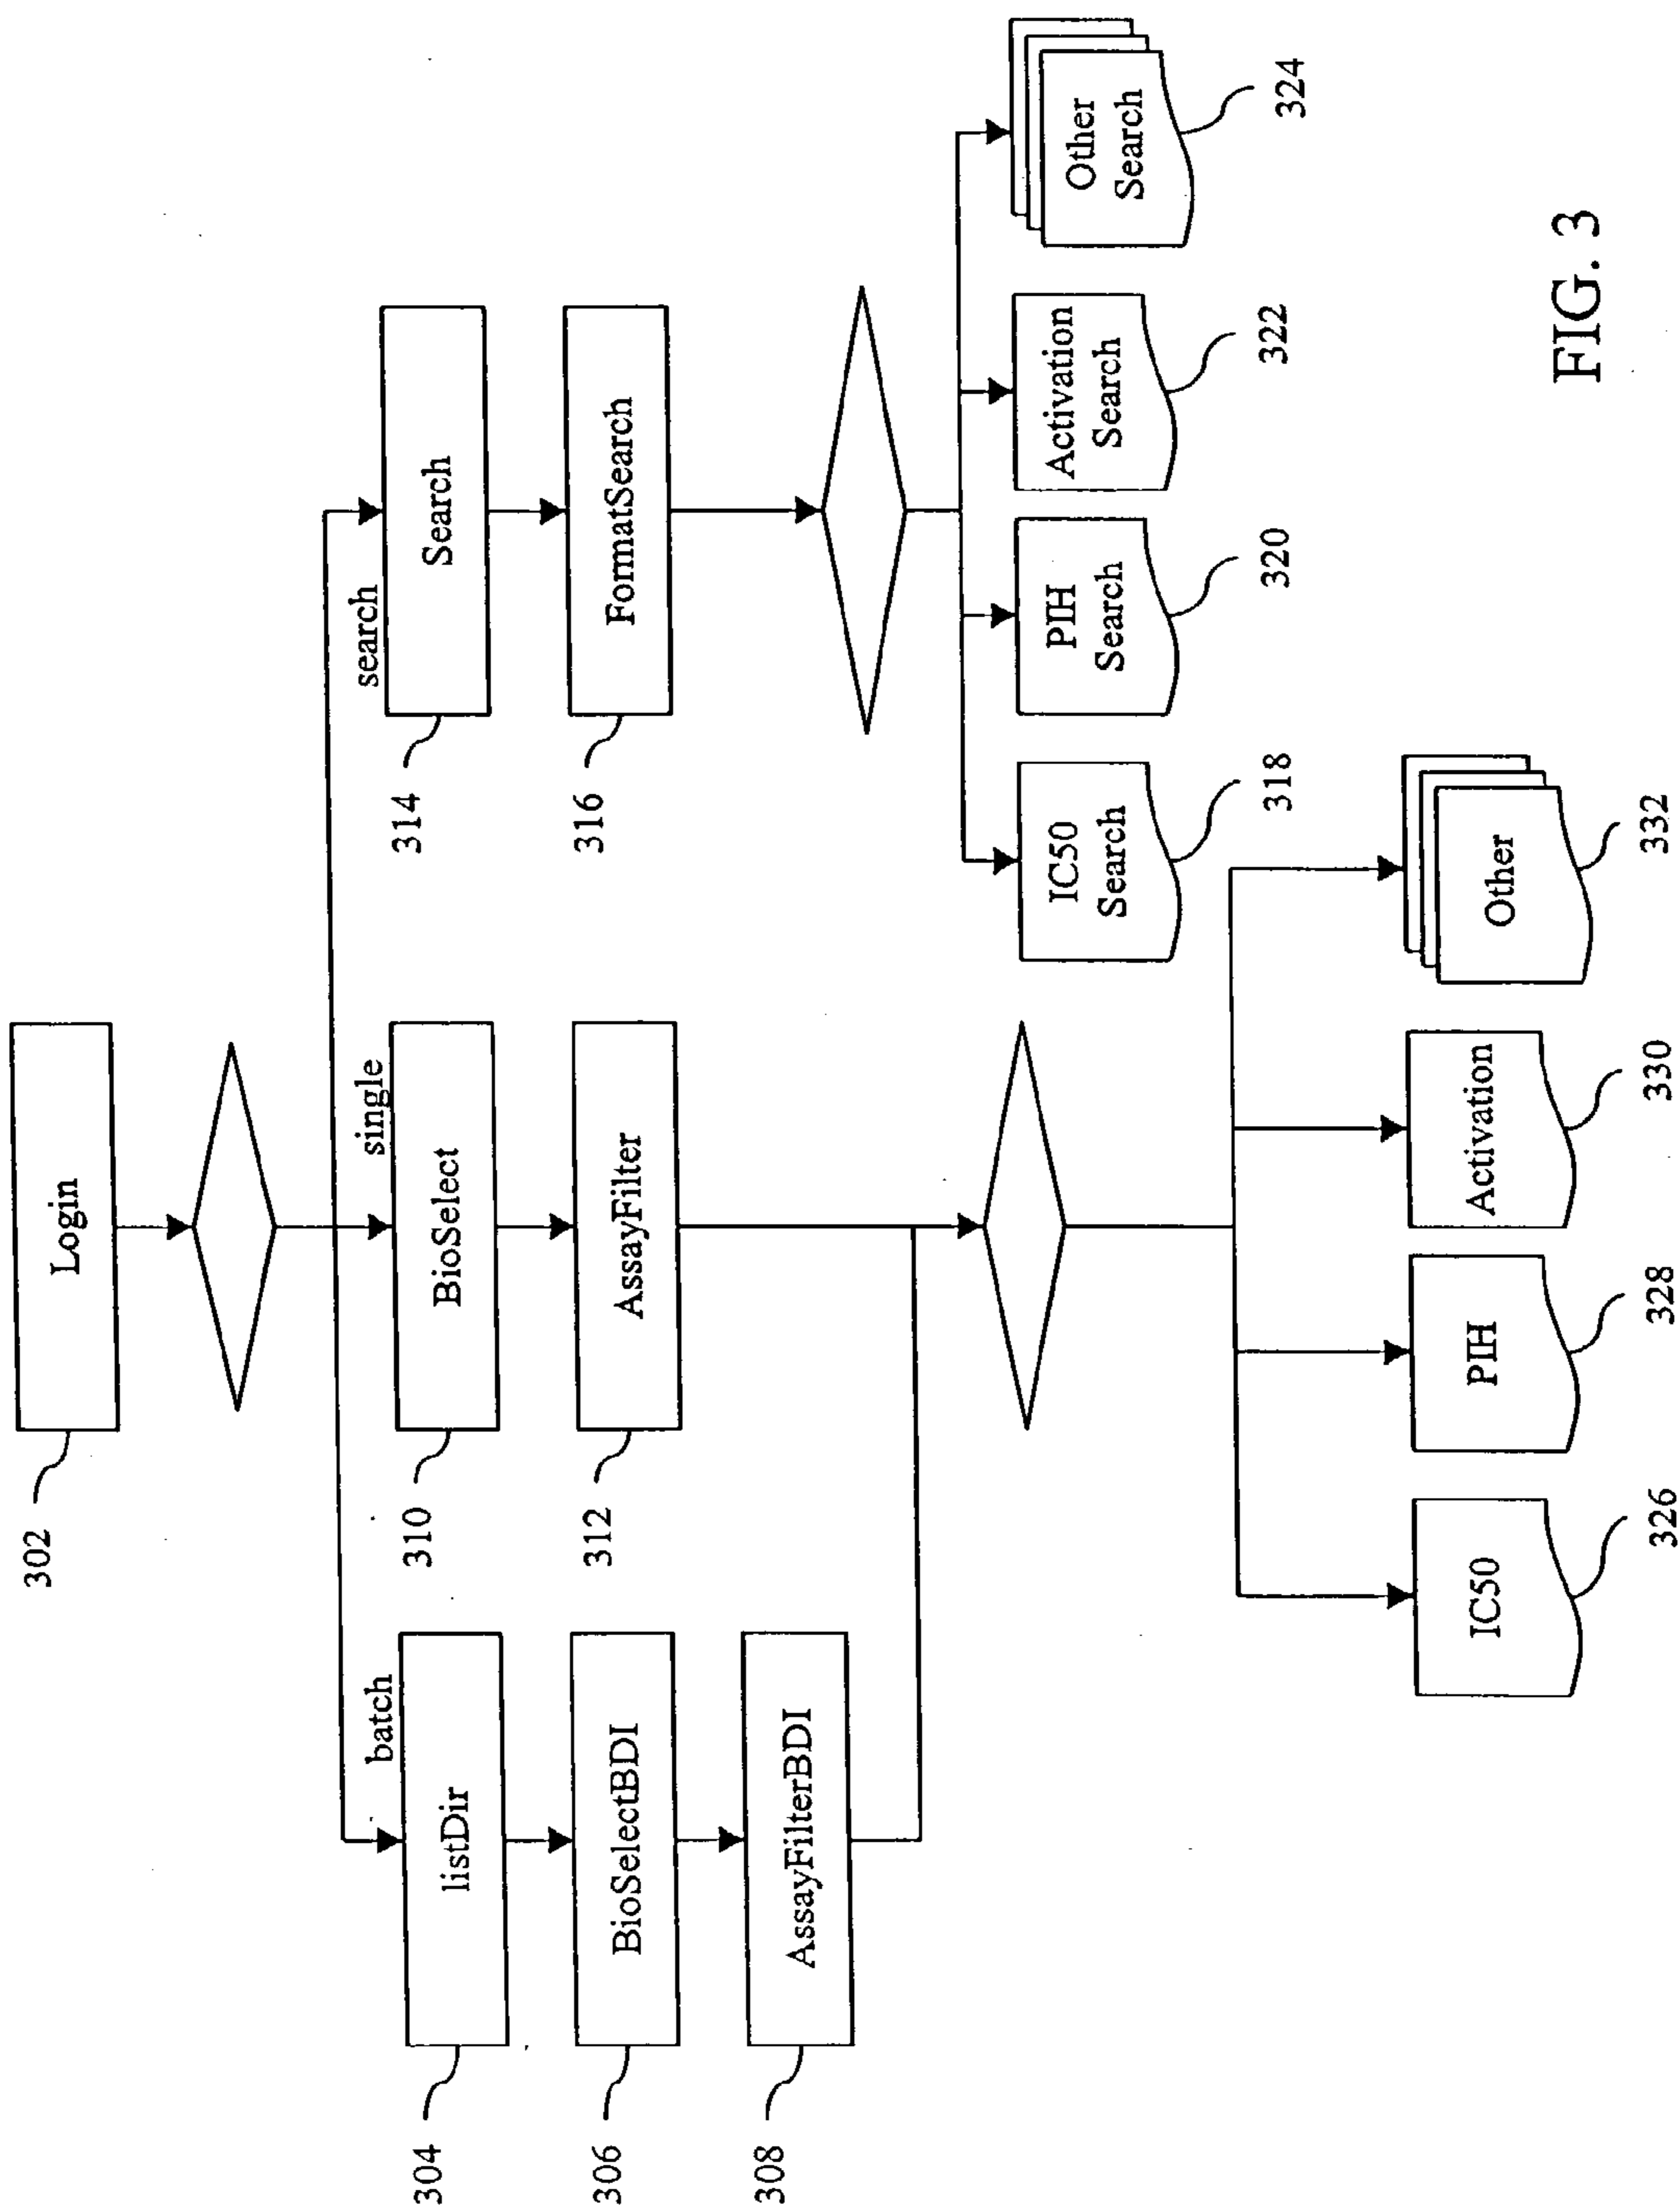 302
Login
batch
single
search
304
listDir
310
BioSelect
314
Search
306
BioSelectBDI
312
AssayFilter
316
FormatSearch
308
AssayFilterBDI
IC50
Search
318
PIH
Search
320
Activation
Search
322
Other
Search
324
IC50
326
PIH
328
Activation
330
Other
332
FIG. 3